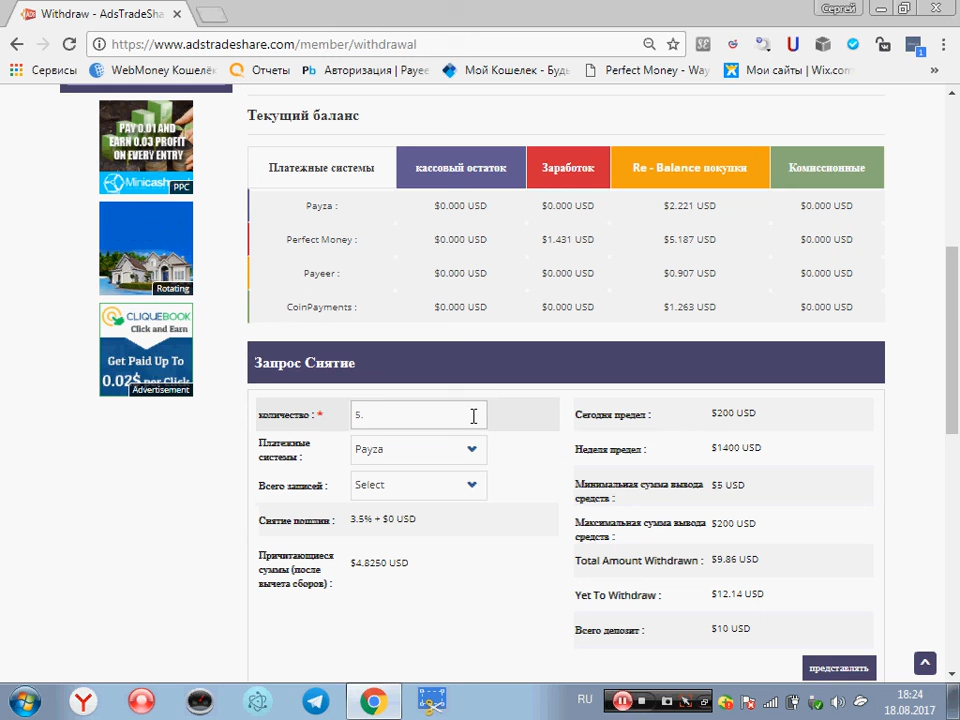 Withdraw - AdsTradeSha
Сергей
https://www.adstradeshare.com/member/withdrawal
Сервисы
WebMoney Кошелёк
Отчеты
Авторизация | Payee
Мой Кошелек - Будь
Perfect Money - Way
Мои сайты | Wix.com
»
PAY 0.01 AND
EARN 0.03 PROFIT
ON EVERY ENTRY
Minicash
PPC
Rotating
CLIQUEBOOK
Click and Earn
Get Paid Up To
0.02$ per Click
Advertisement
Текущий баланс
Платежные системы кассовый остаток Заработок Re - Balance покупки Комиссионные
Payza : $0.000 USD $0.000 USD $2.221 USD $0.000 USD
Perfect Money : $0.000 USD $1.431 USD $5.187 USD $0.000 USD
Payeer : $0.000 USD $0.000 USD $0.907 USD $0.000 USD
CoinPayments : $0.000 USD $0.000 USD $1.263 USD $0.000 USD
Запрос Снятие
количество : * 5.
Платежные
системы :
Payza
Всего записей : Select
Снятие пошлин : 3.5% + $0 USD
Причитающиеся
суммы (после
вычета сборов) :
$4.8250 USD
Сегодня предел : $200 USD
Неделя предел : $1400 USD
Минимальная сумма вывода
средств :
$5 USD
Максимальная сумма вывода
средств :
$200 USD
Total Amount Withdrawn : $9.86 USD
Yet To Withdraw : $12.14 USD
Всего депозит : $10 USD
представлять
RU
18:24
18.08.2017